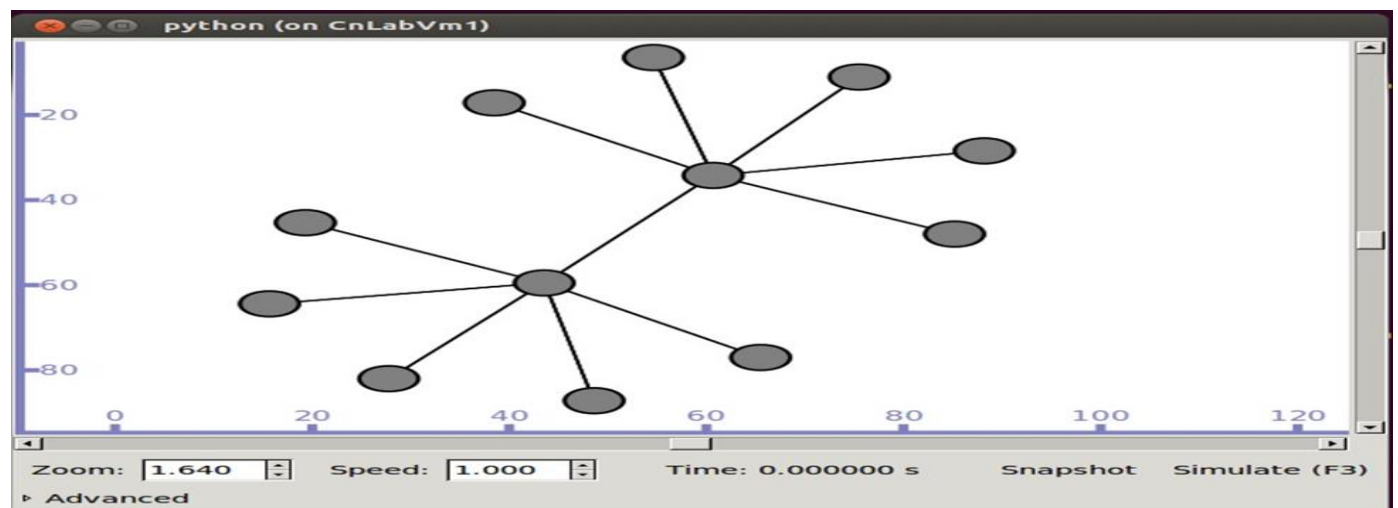 python (on CnLabVm1)
20
40
60
80
0 20 40 60 80 100 120
Zoom: 1.640 Speed: 1.000 Time: 0.000000 s Snapshot Simulate (F3)
Advanced